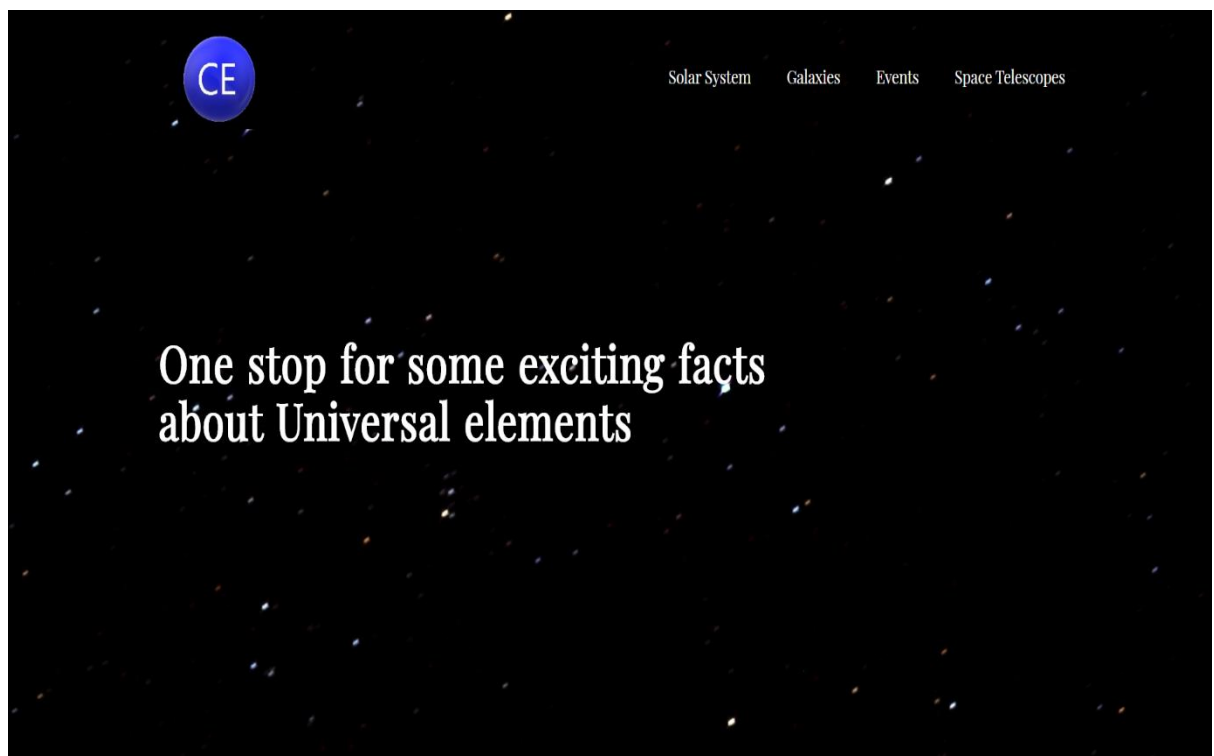 CE
Solar System Galaxies Events Space Telescopes
One stop for some exciting facts
about Universal elements